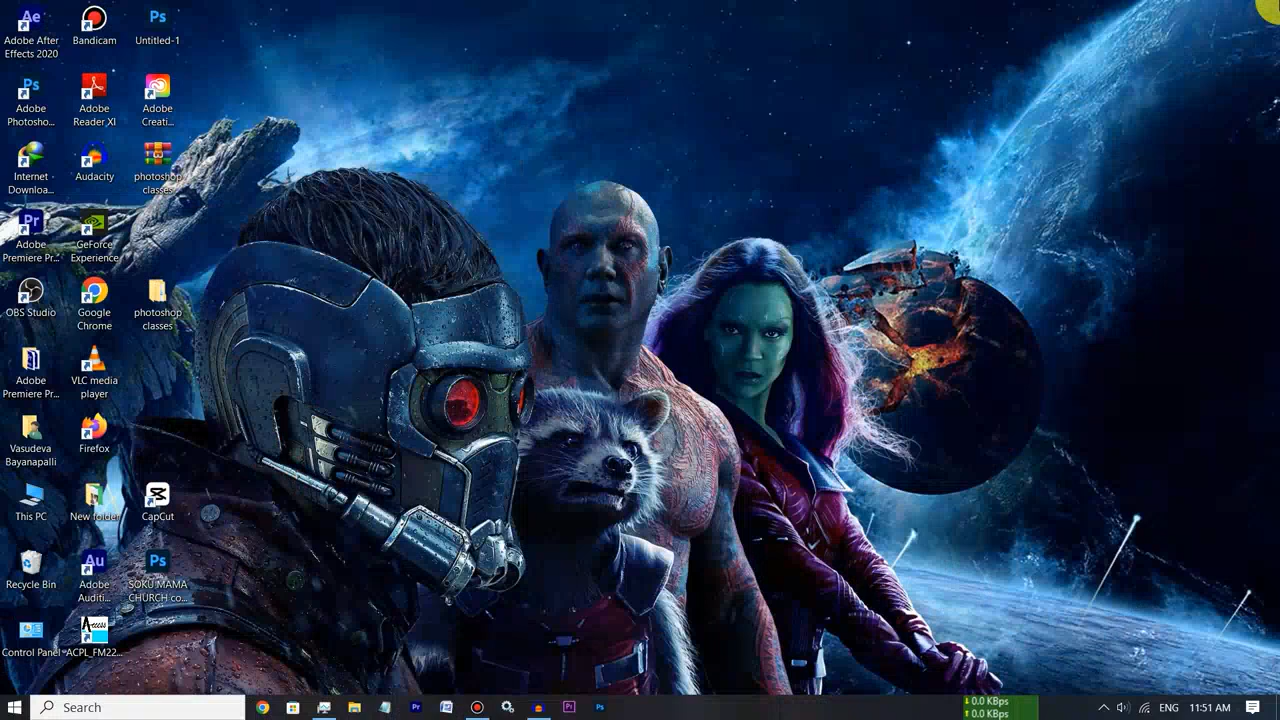 Adobe After
Effects 2020
Bandicam
Untitled-1
Adobe
Photosho...
Adobe
Reader XI
Adobe
Creati...
Internet
Downloa...
Audacity
photoshop
classes
Adobe
Premiere Pr...
GeForce
Experience
OBS Studio
Google
Chrome
photoshop
classes
Adobe
Premiere Pr...
VLC media
player
Vasudeva
Bayanapalli
Firefox
This PC
New folder
CapCut
Recycle Bin
Adobe
Auditi...
SOKU MAMA
CHURCH co...
Control Panel
ACPL_FM22...
Search
0.0 KBps
0.0 KBps
ENG
11:51 AM